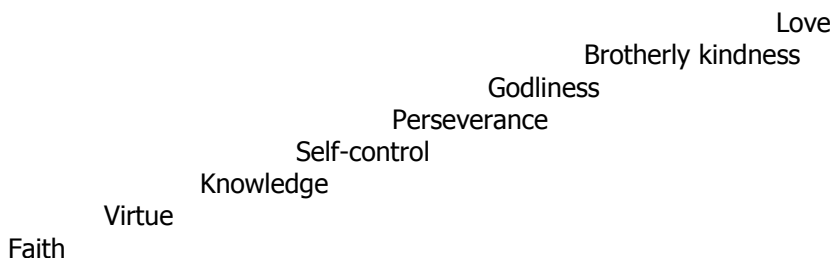 Love
Brotherly kindness
Godliness
Perseverance
Self-control
Knowledge
Virtue
Faith